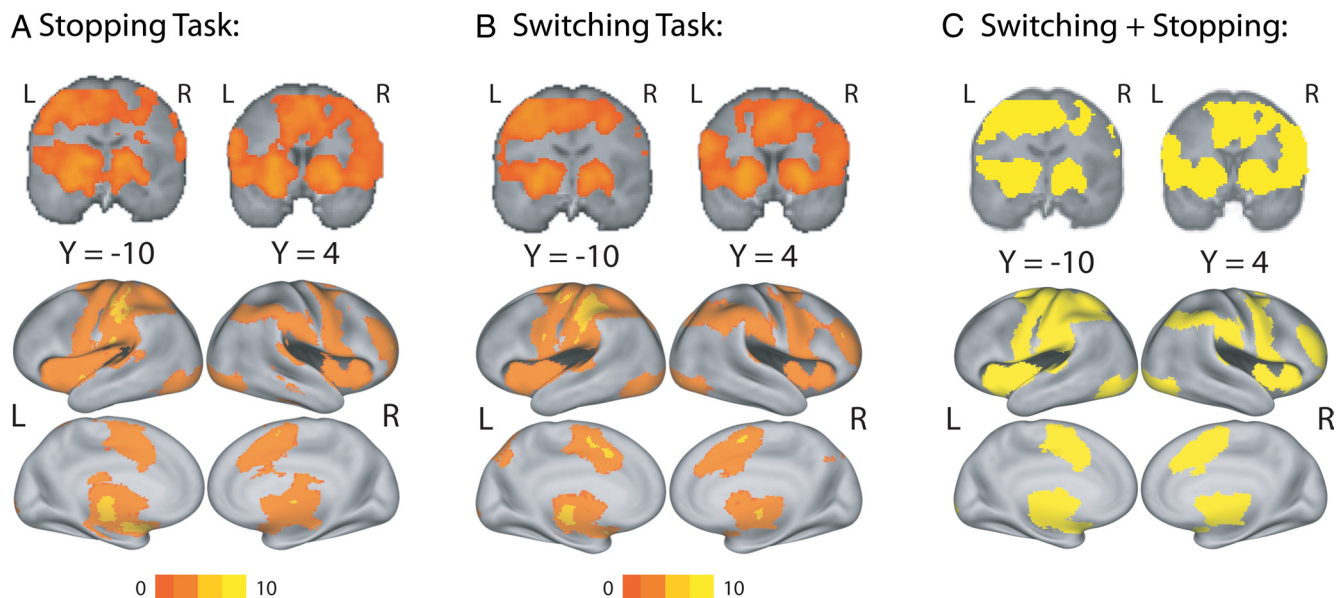 A Stopping Task:
B Switching Task:
C Switching + Stopping:
L R L R L R
Y = -10 Y = 4 Y = -10 Y = 4 Y = -10 Y = 4
L R L R L R
0 10 0 10